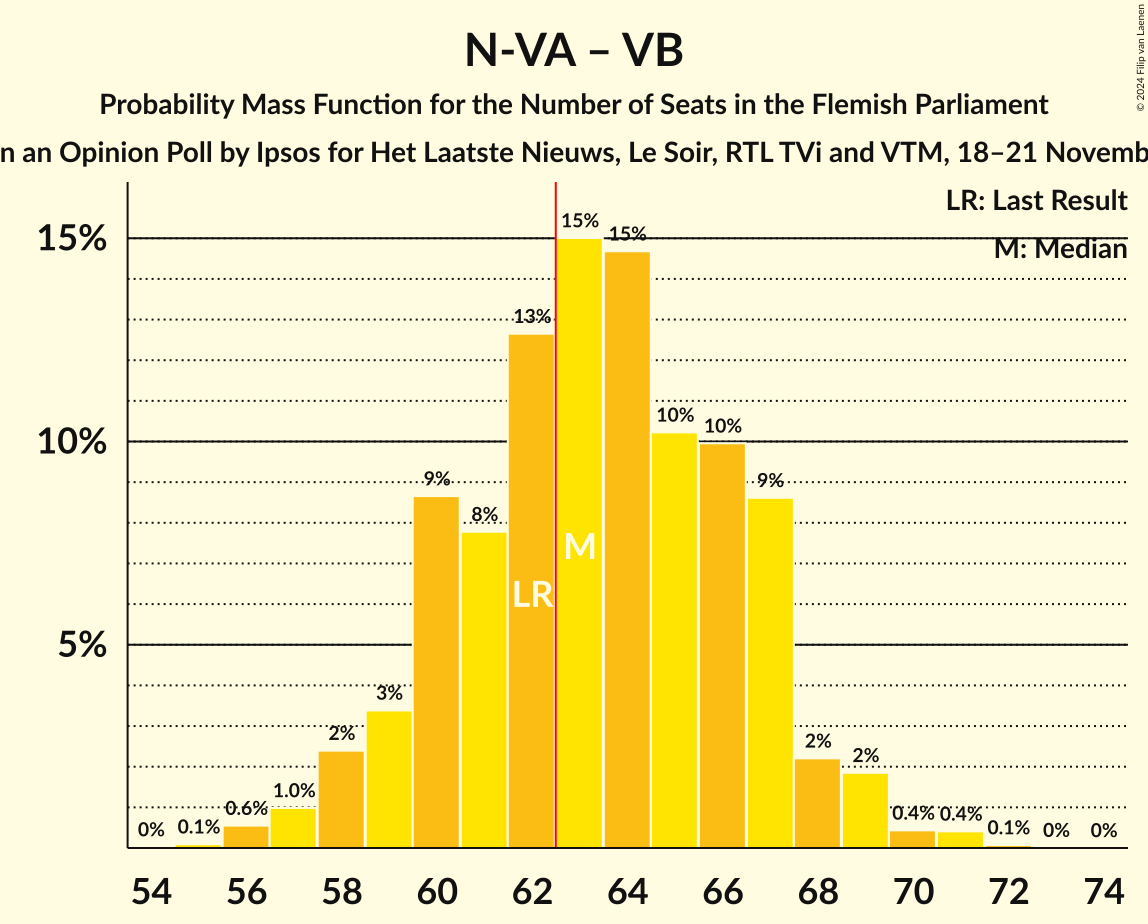 N-VA – VB
Probability Mass Function for the Number of Seats in the Flemish Parliament
n an Opinion Poll by Ipsos for Het Laatste Nieuws, Le Soir, RTL TVi and VTM, 18–21 Novemb
© 2024 Filip van Laenen
LR: Last Result
M: Median
15%
10%
5%
0%
0.1%
0.6%
1.0%
2%
3%
9%
8%
13%
15%
15%
10%
10%
9%
2%
2%
0.4%
0.4%
0.1%
0%
0%
LR
M
54 56 58 60 62 64 66 68 70 72 74